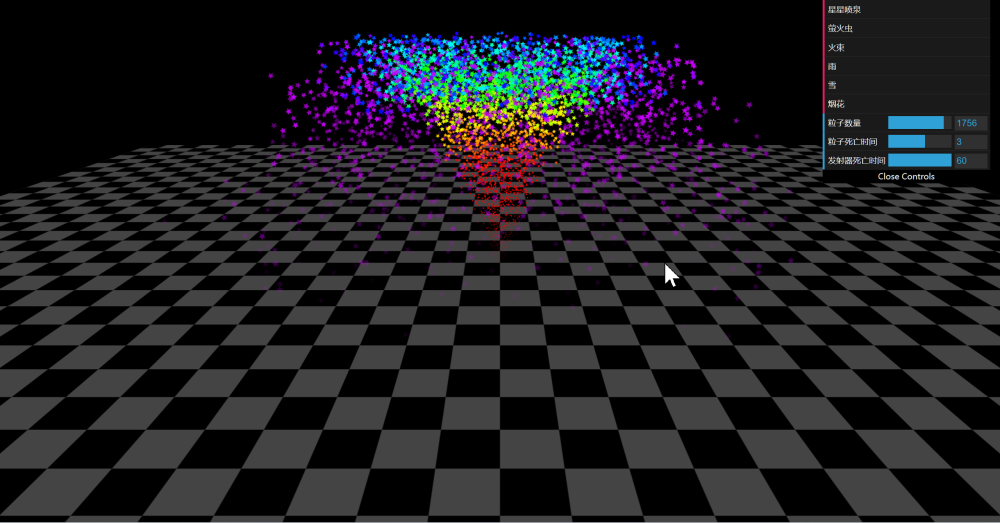 星星喷泉
萤火虫
火束
雨
雪
烟花
粒子数量 1756
粒子死亡时间 3
发射器死亡时间 60
Close Controls